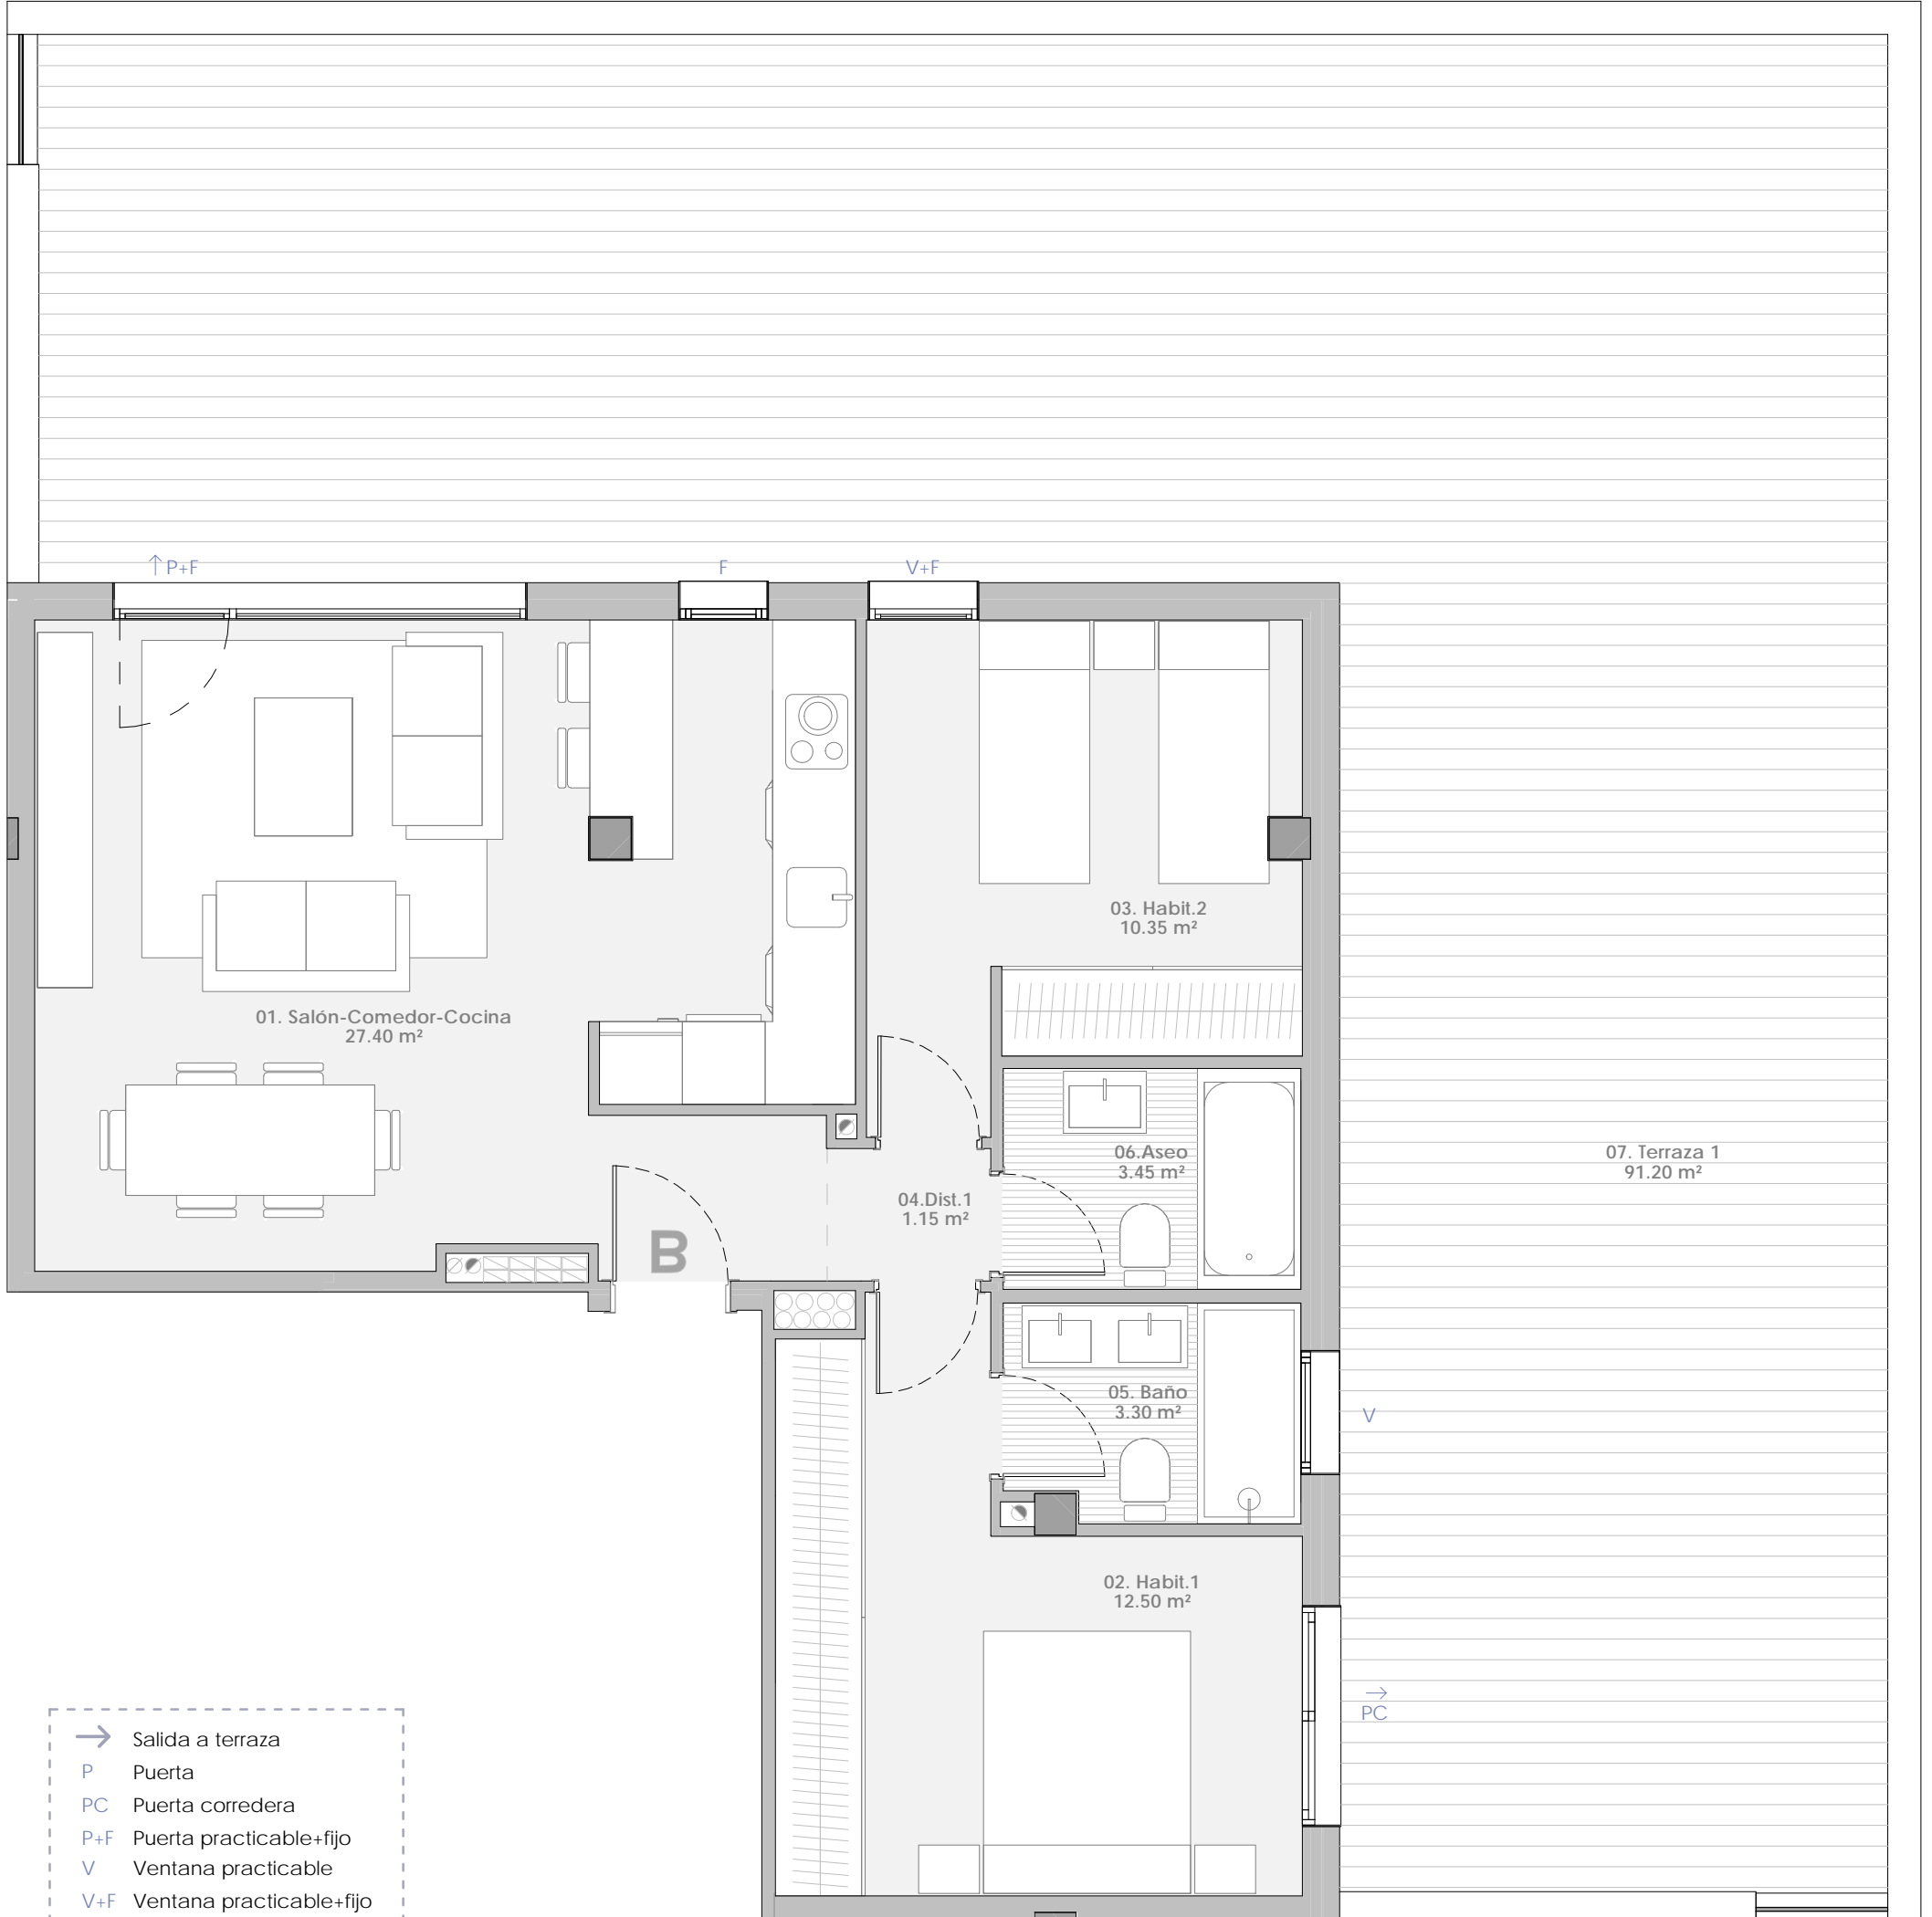 P+F
F
V+F
03. Habit.2
10.35 m²
01. Salón-Comedor-Cocina
27.40 m²
06.Aseo
3.45 m²
07. Terraza 1
91.20 m²
04.Dist.1
1.15 m²
B
05. Baño
3.30 m²
V
02. Habit.1
12.50 m²
PC
Salida a terraza
P Puerta
PC Puerta corredera
P+F Puerta practicable+fijo
V Ventana practicable
V+F Ventana practicable+fijo